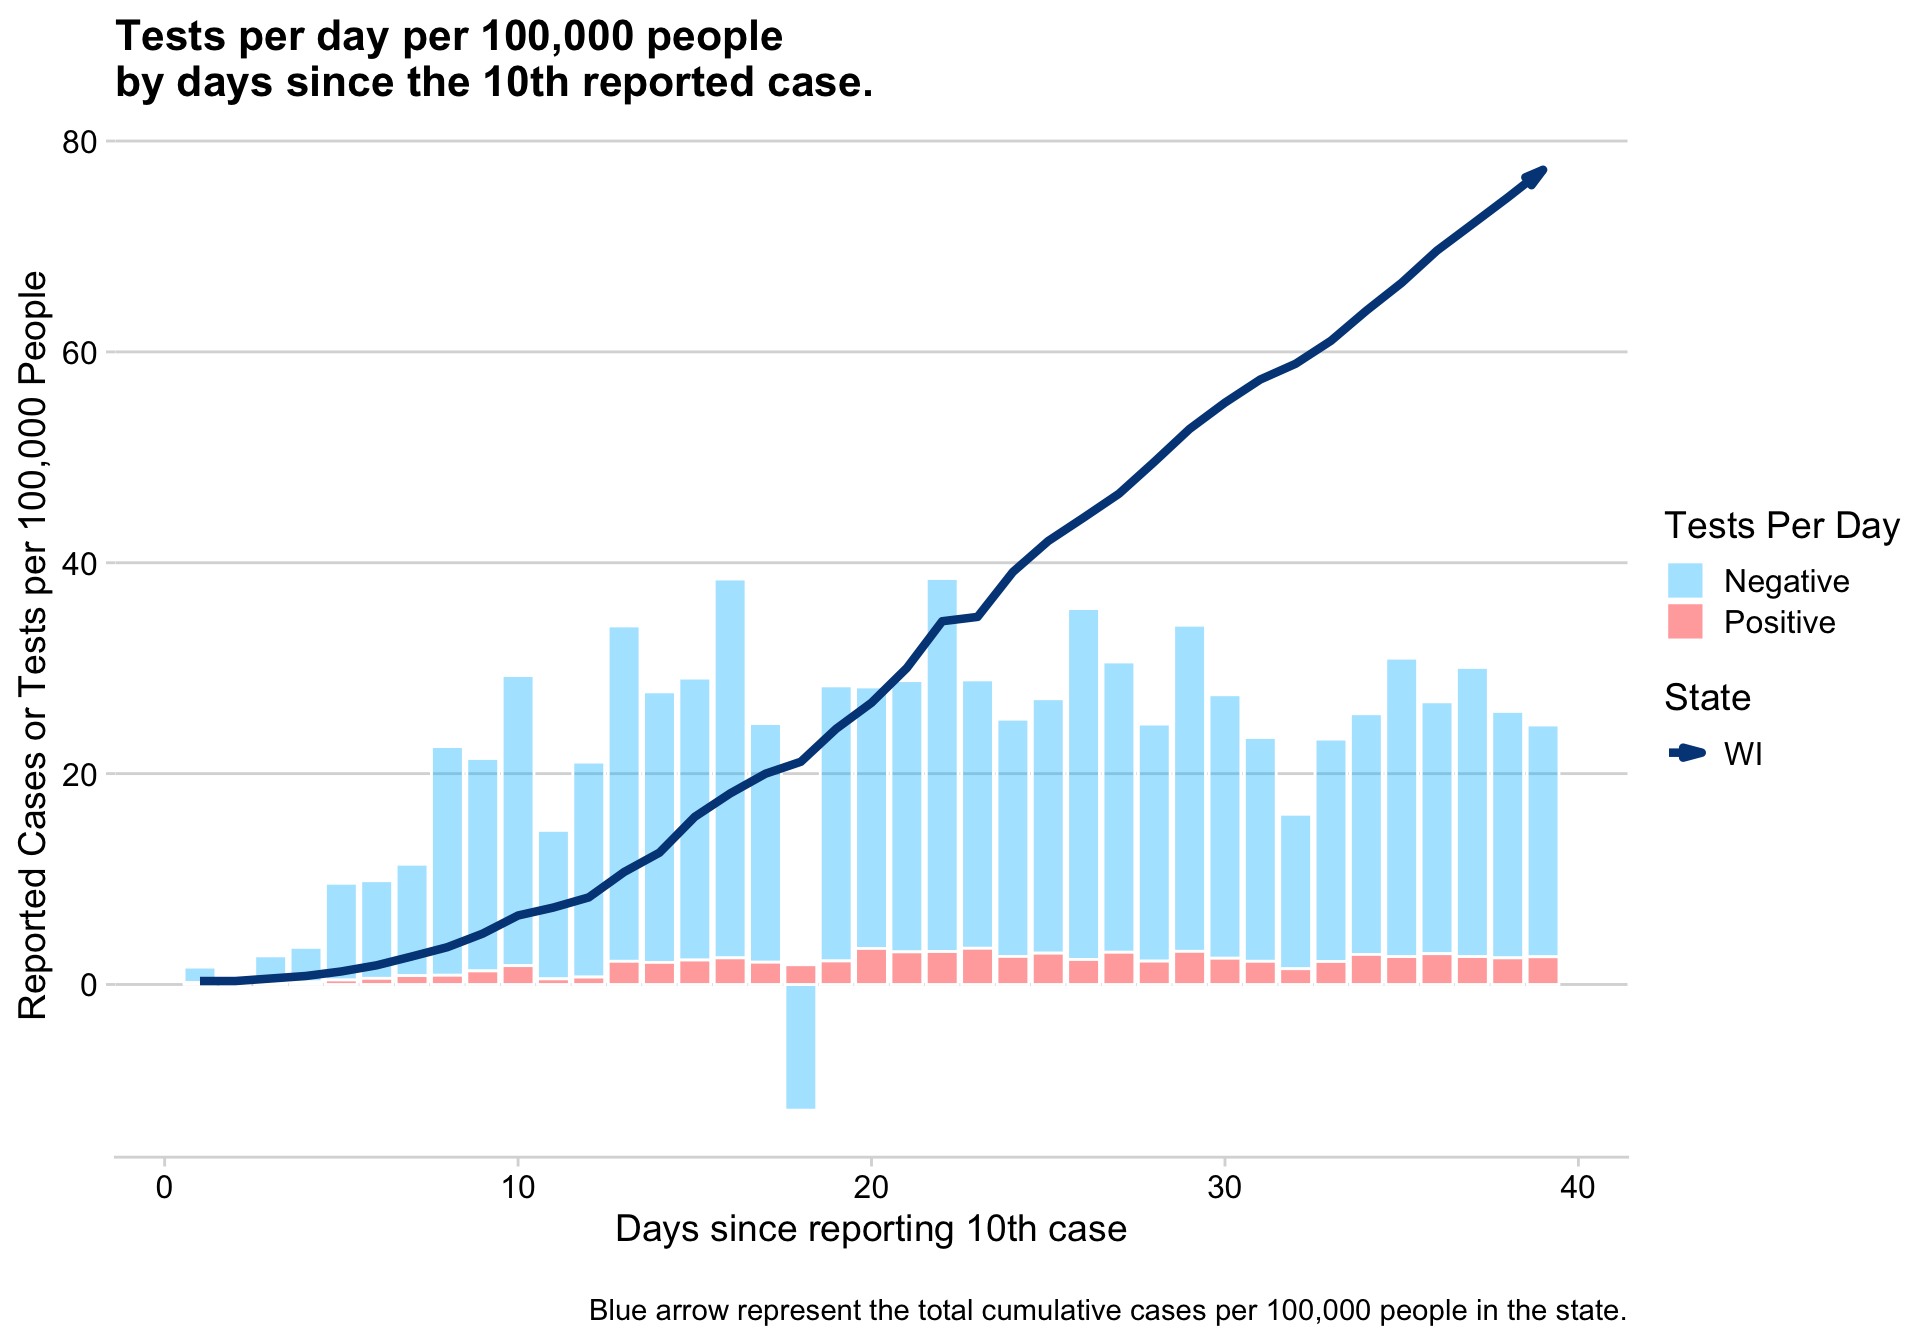 Tests per day per 100,000 people
by days since the 10th reported case.
Reported Cases or Tests per 100,000 People
80
60
40
20
0
0
10
20
30
40
Days since reporting 10th case
Tests Per Day
Negative
Positive
State
WI
Blue arrow represent the total cumulative cases per 100,000 people in the state.